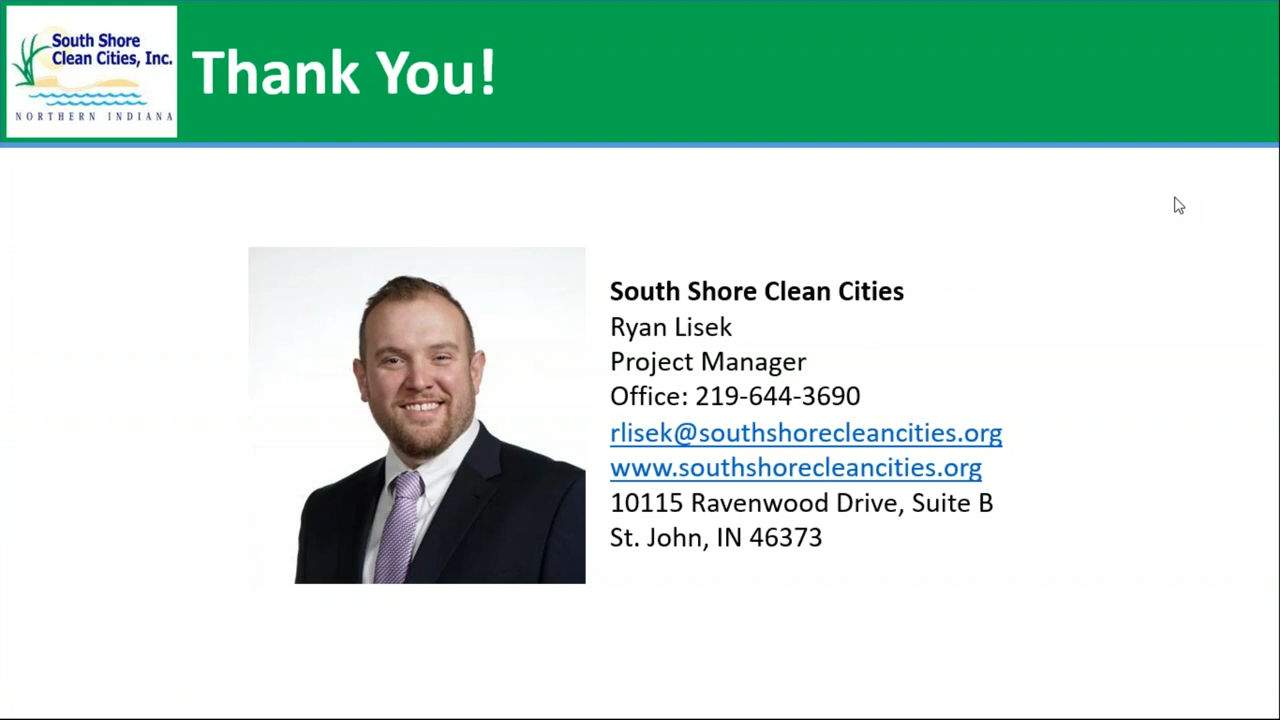 South Shore
Clean Cities, Inc.
NORTHERN INDIANA
Thank You!
South Shore Clean Cities
Ryan Lisek
Project Manager
Office: 219-644-3690
rlisek@southshorecleancities.org
www.southshorecleancities.org
10115 Ravenwood Drive, Suite B
St. John, IN 46373